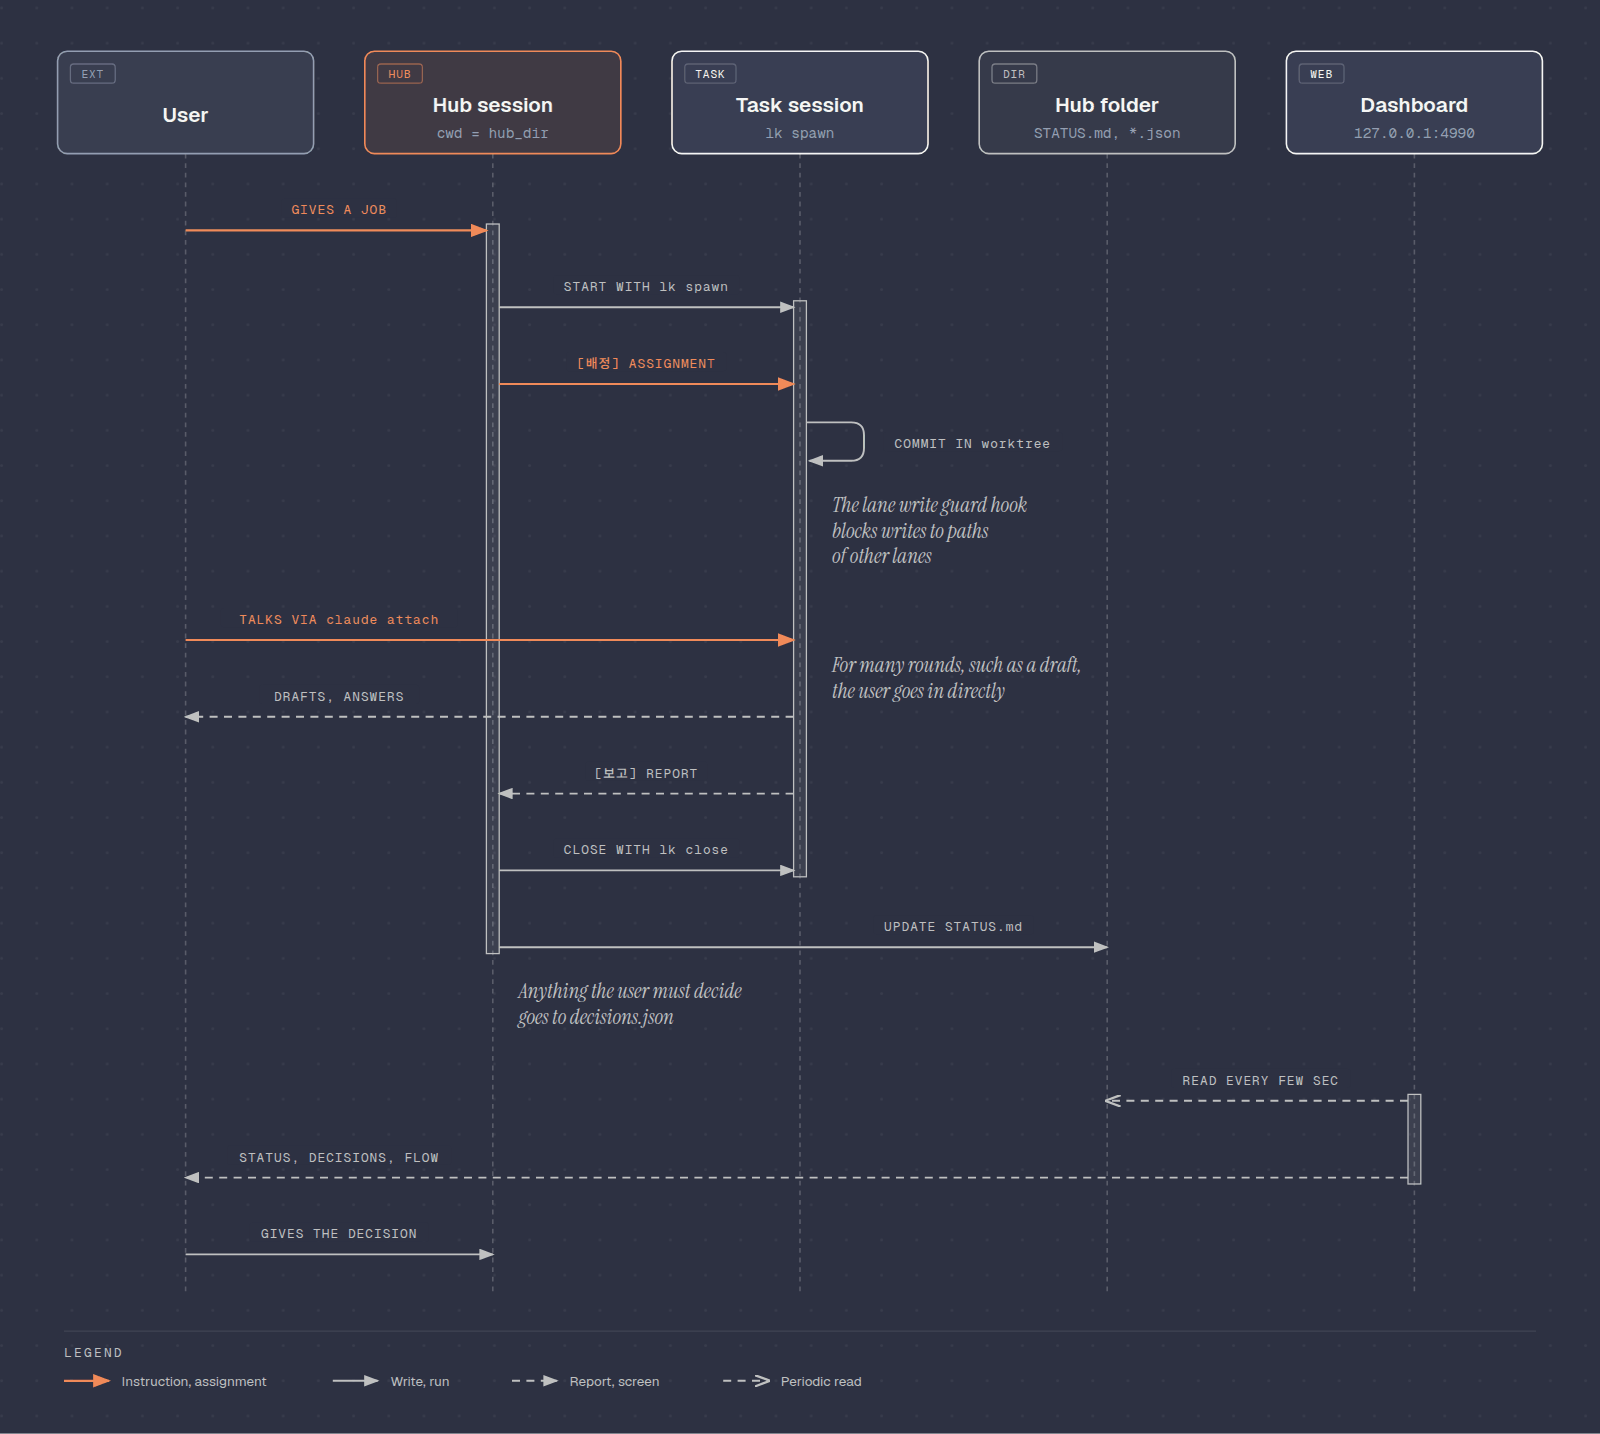 EXT
User
HUB
Hub session
cwd = hub_dir
TASK
Task session
lk spawn
DIR
Hub folder
STATUS.md, *.json
WEB
Dashboard
127.0.0.1:4990
GIVES A JOB
START WITH lk spawn
[배정] ASSIGNMENT
COMMIT IN worktree
The lane write guard hook
blocks writes to paths
of other lanes
TALKS VIA claude attach
For many rounds, such as a draft,
the user goes in directly
DRAFTS, ANSWERS
[보고] REPORT
CLOSE WITH lk close
UPDATE STATUS.md
Anything the user must decide
goes to decisions.json
READ EVERY FEW SEC
STATUS, DECISIONS, FLOW
GIVES THE DECISION
LEGEND
Instruction, assignment
Write, run
Report, screen
Periodic read